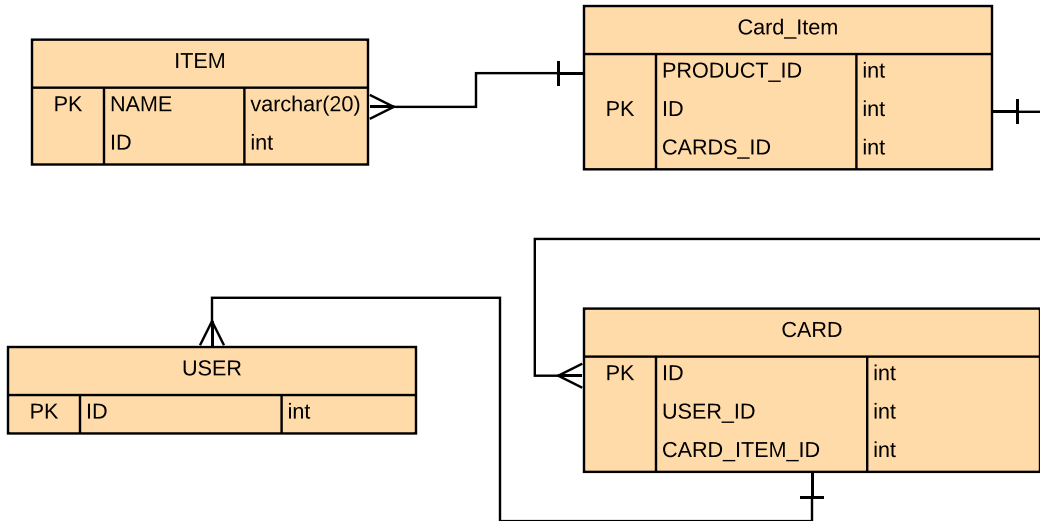 ITEM
PK NAME varchar(20)
ID int
Card_Item
PRODUCT_ID int
PK ID int
CARDS_ID int
USER
PK ID int
CARD
PK ID int
USER_ID int
CARD_ITEM_ID int